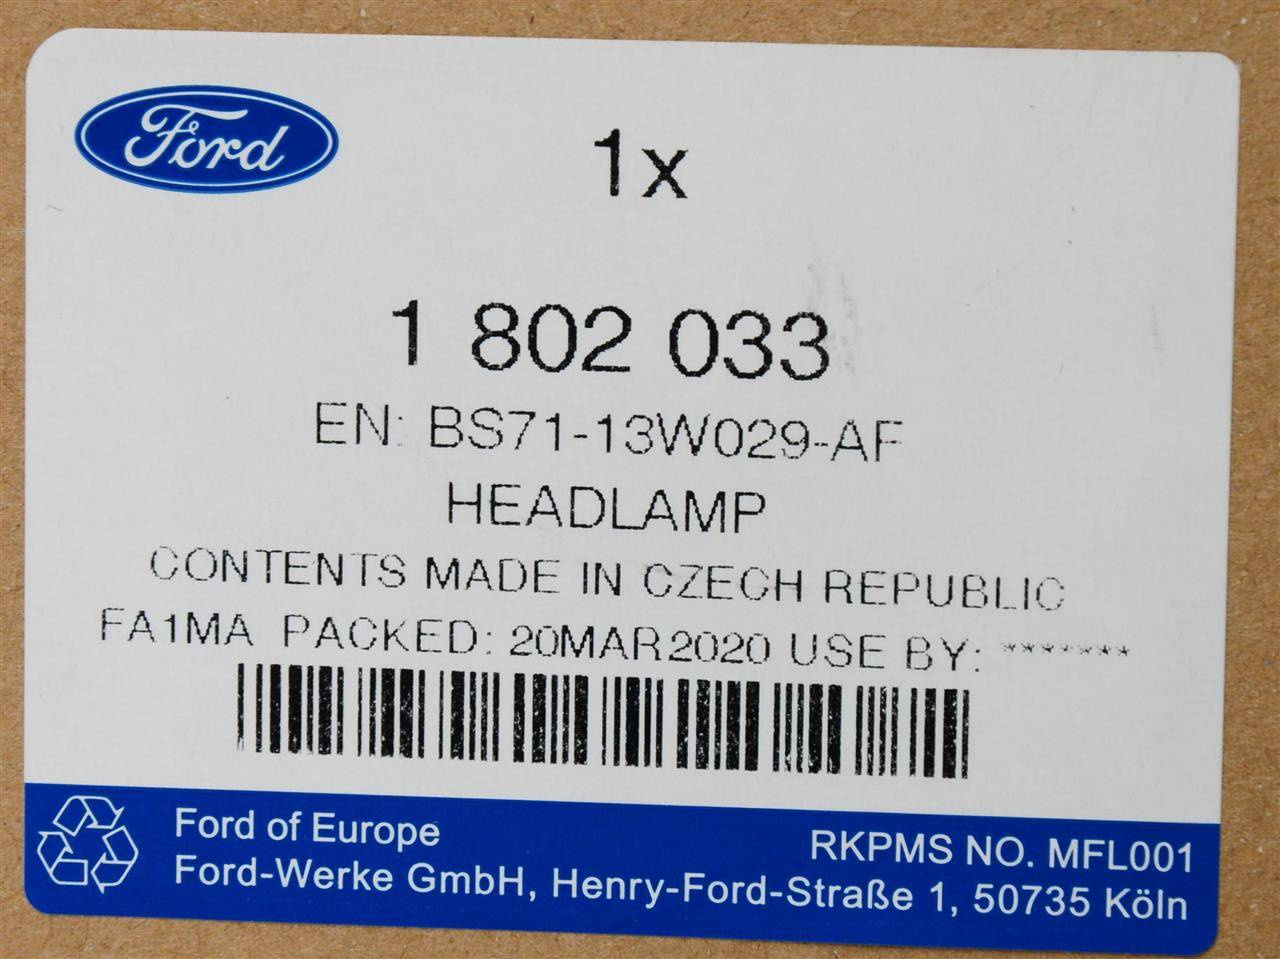 Ford
1x
1 802 033
EN: BS71-13W029-AF
HEADLAMP
CONTENTS MADE IN CZECH REPUBLIC
FA1MA PACKED: 20MAR2020 USE BY: *******
Ford of Europe
RKPMS NO. MFL001
Ford-Werke GmbH, Henry-Ford-Straße 1, 50735 Köln